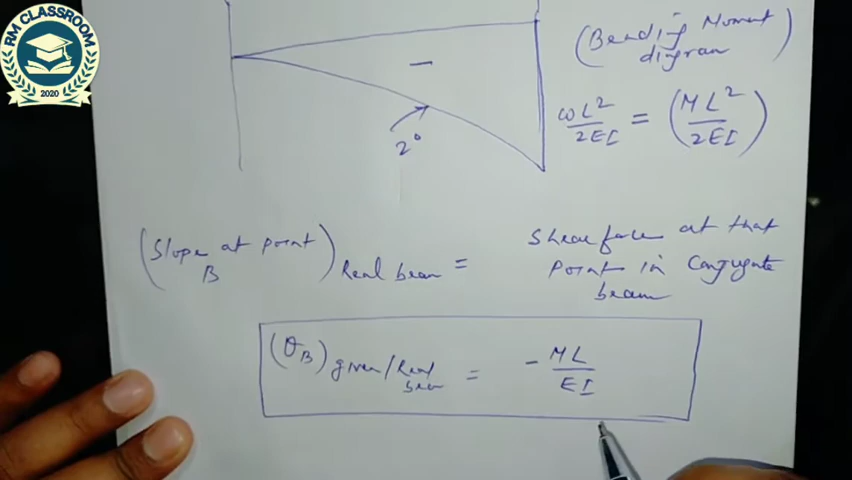 RM CLASSROOM
2020
(Bending Moment
diagram)
—
2°
ωL²/2EI = (ML²/2EI)
(Slope at point
B) Real beam = Shear force at that
point in Conjugate
beam
(θB) given/Real
beam = - ML/EI